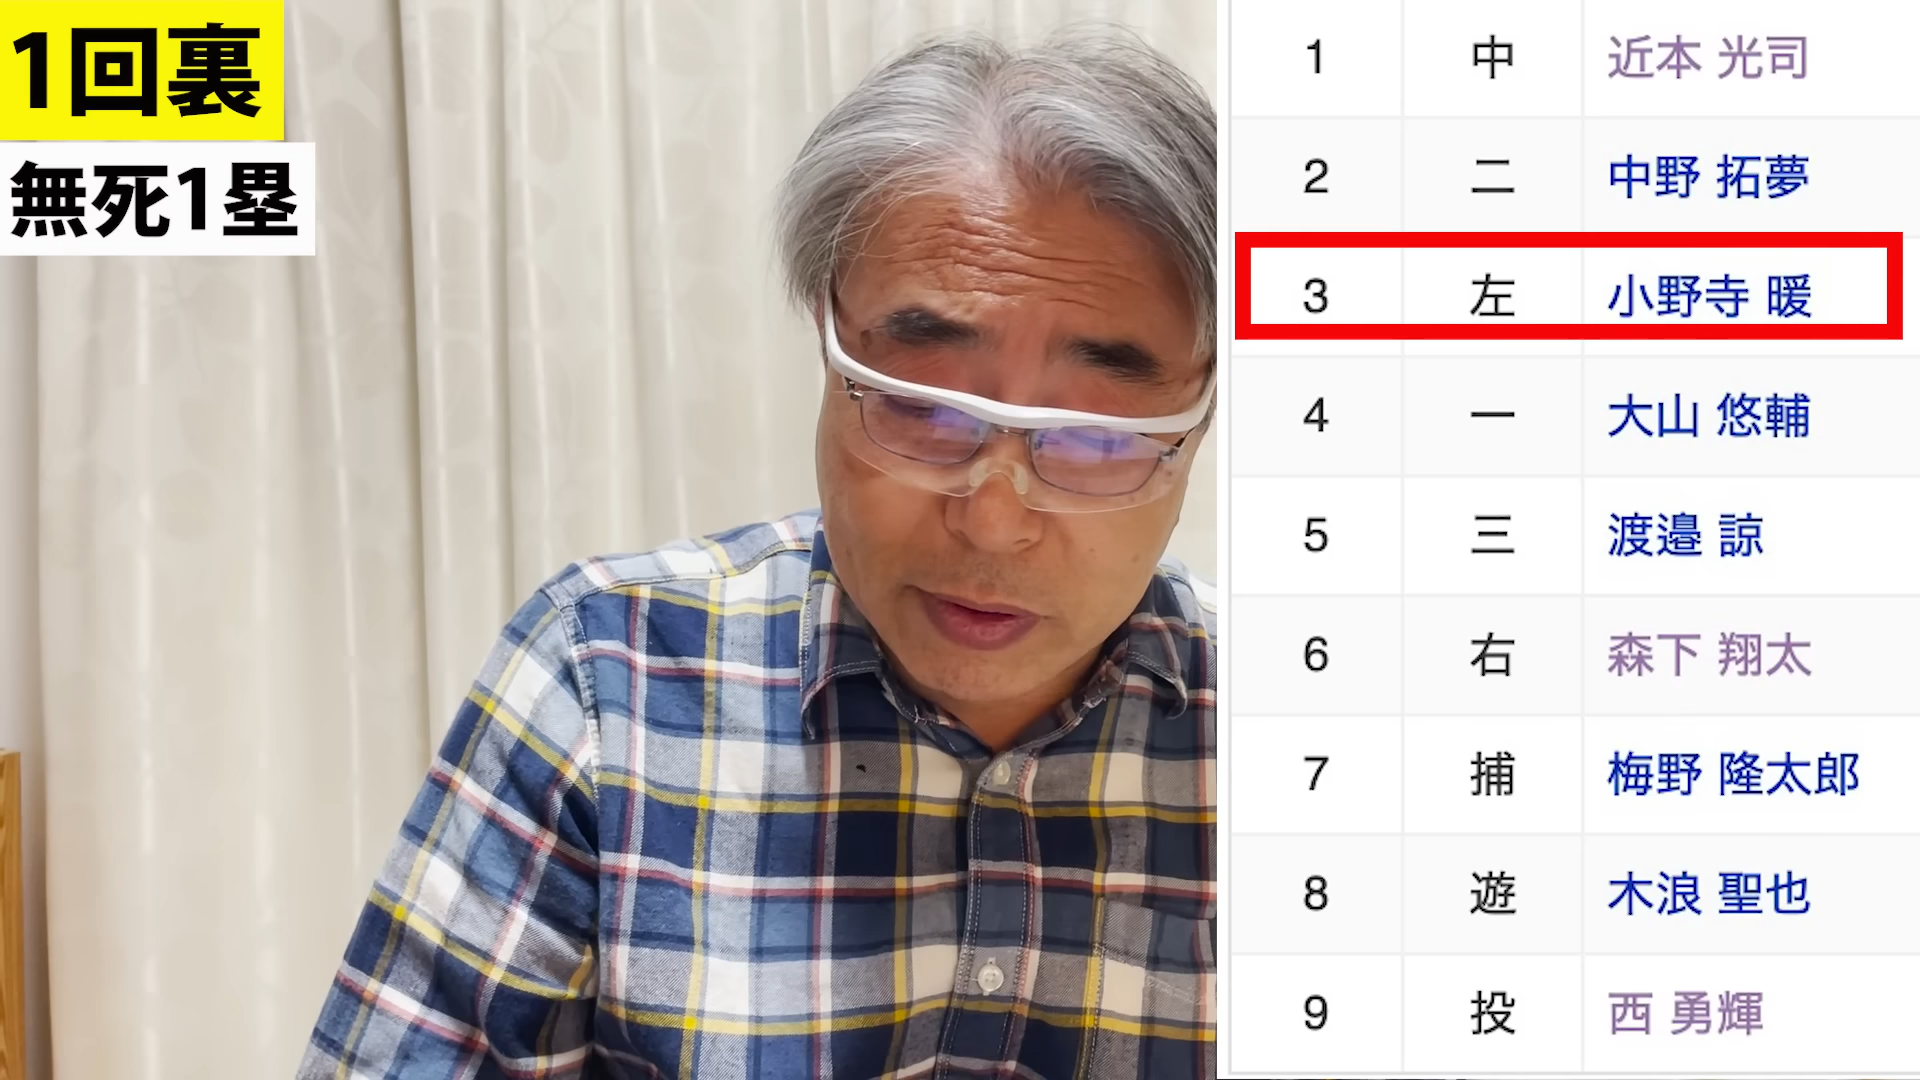 1回裏
無死1塁
1 中 近本 光司
2 二 中野 拓夢
3 左 小野寺 暖
4 一 大山 悠輔
5 三 渡邉 諒
6 右 森下 翔太
7 捕 梅野 隆太郎
8 遊 木浪 聖也
9 投 西 勇輝